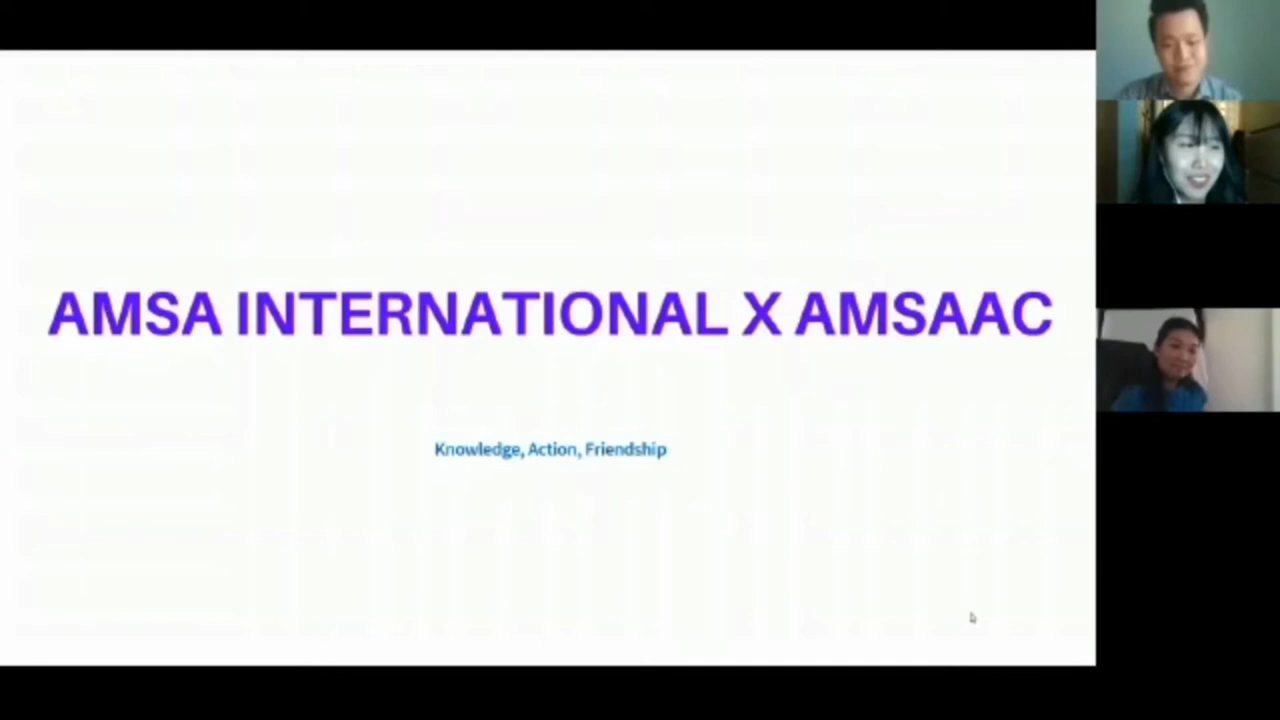 AMSA INTERNATIONAL X AMSAAC
Knowledge, Action, Friendship